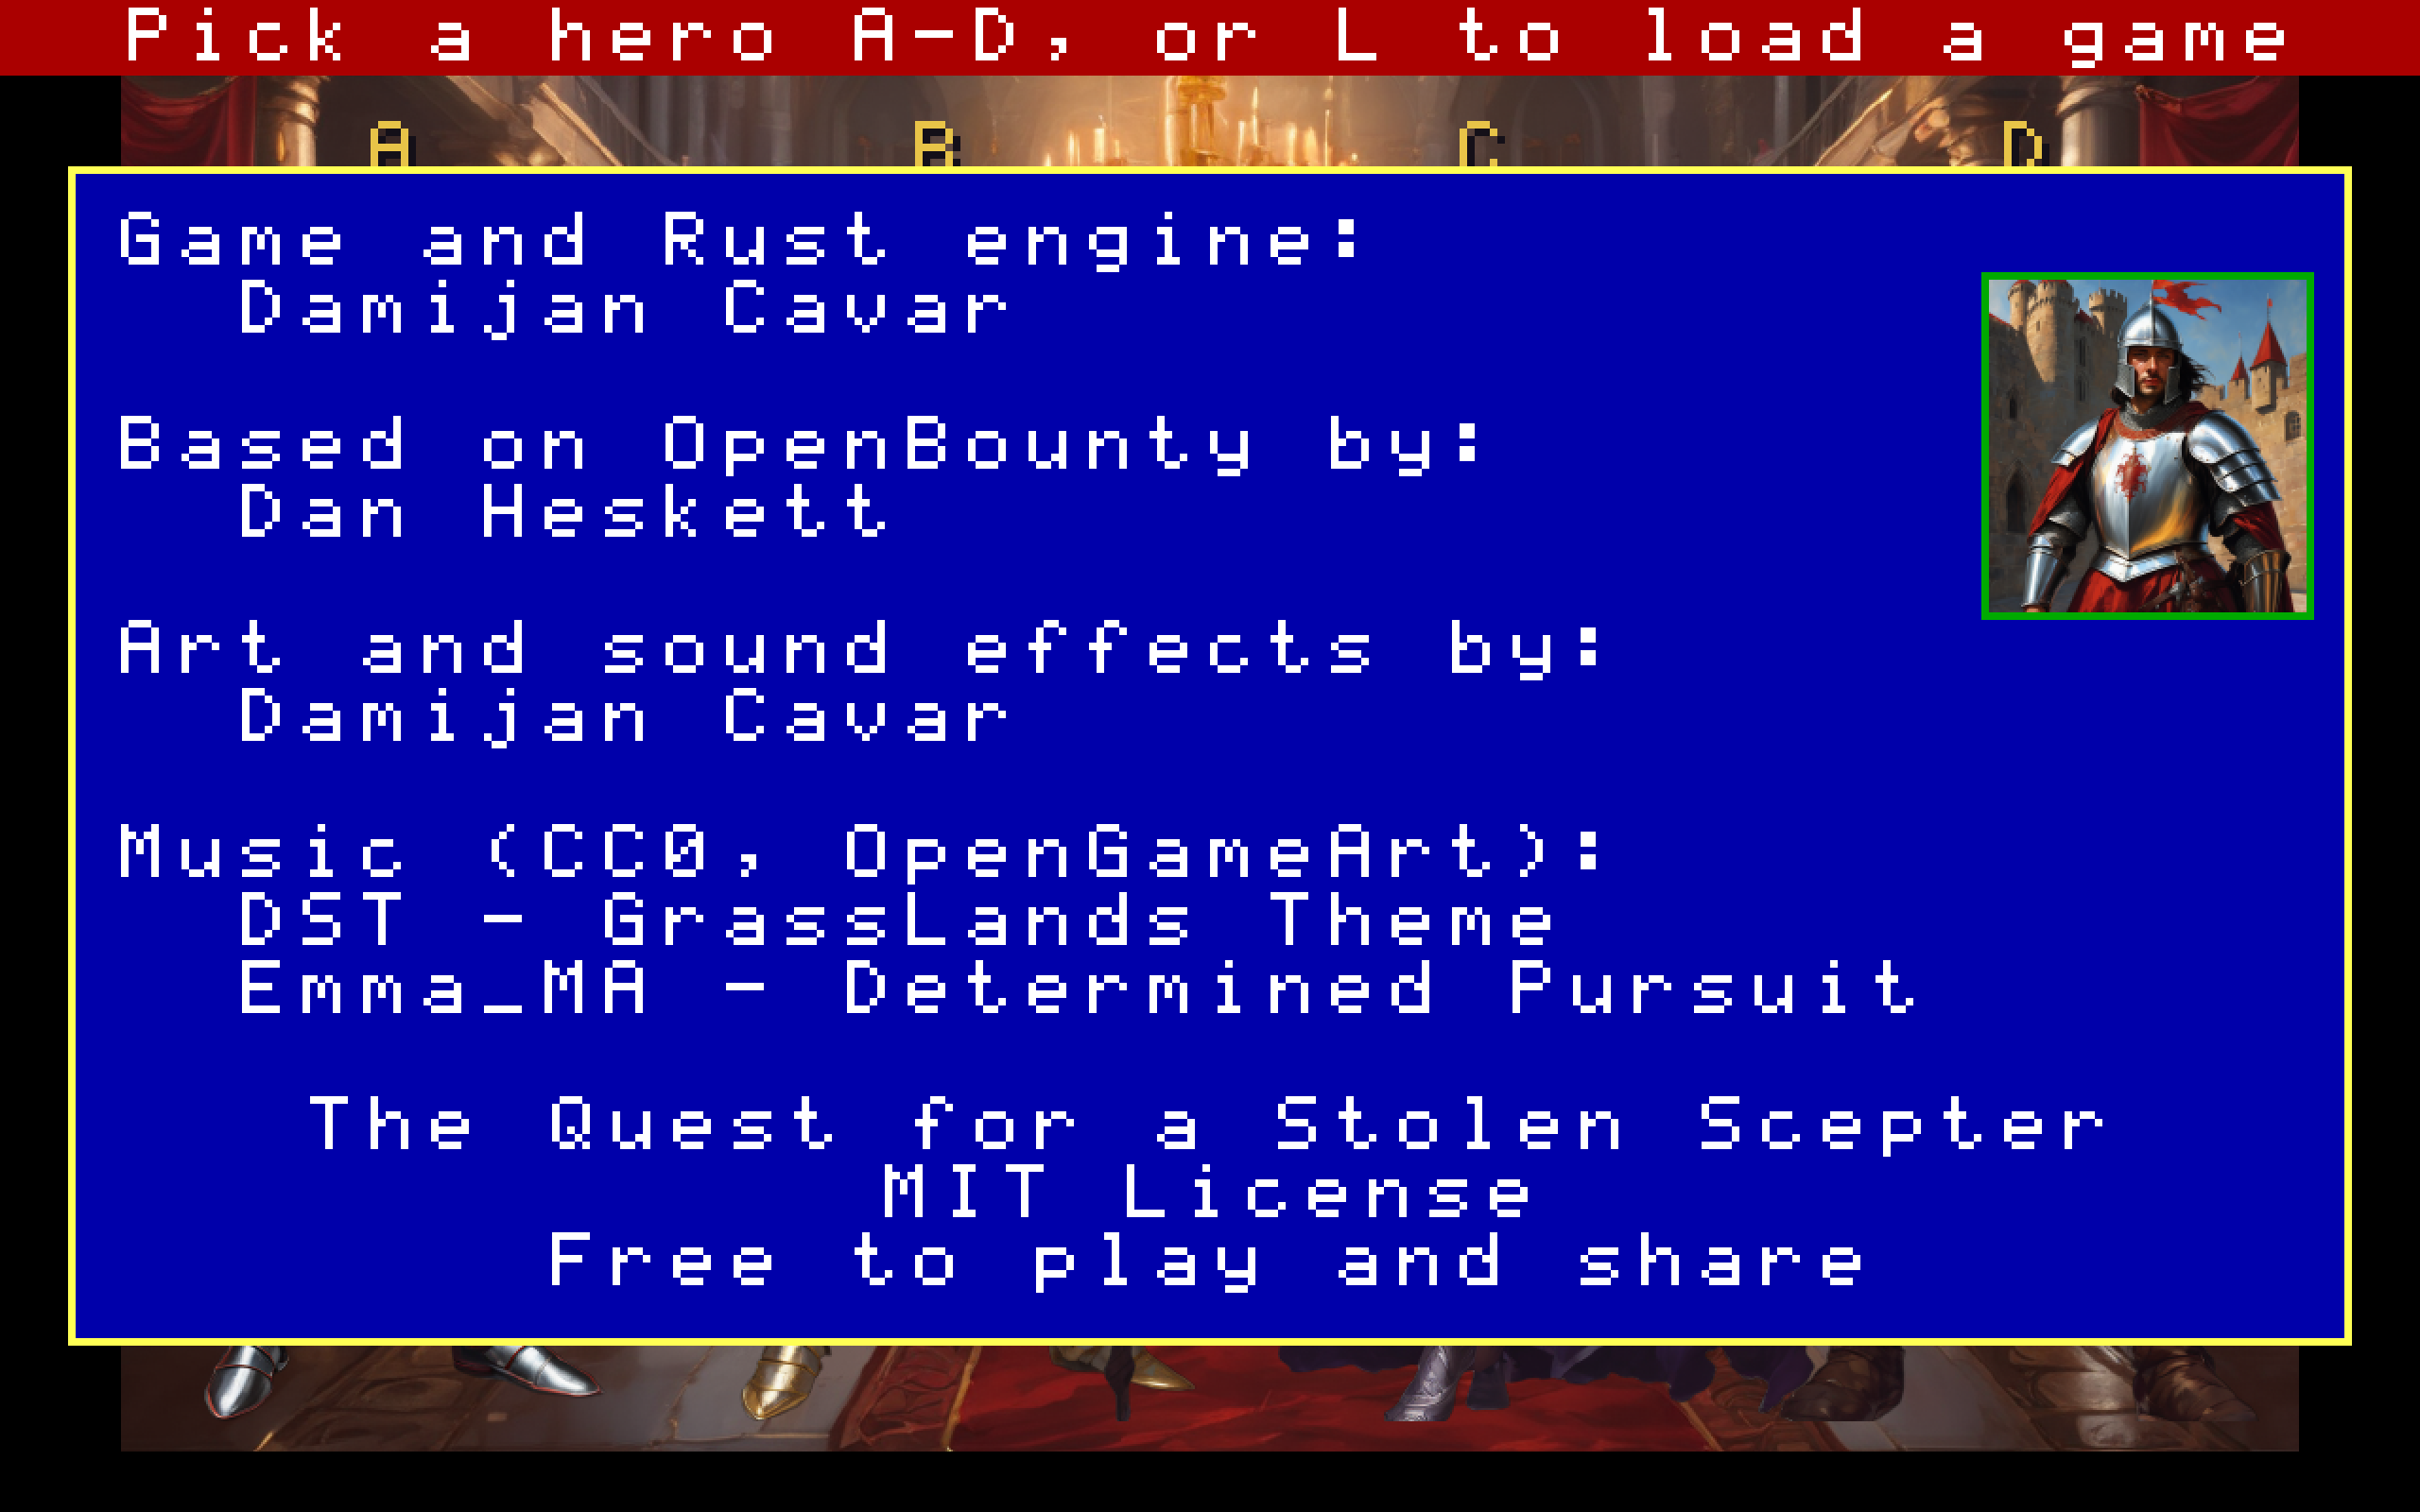 Pick a hero A-D, or L to load a game
A B C D
Game and Rust engine:
Damijan Cavar
Based on OpenBounty by:
Dan Heskett
Art and sound effects by:
Damijan Cavar
Music (CC0, OpenGameArt):
DST - GrassLands Theme
Emma_MA - Determined Pursuit
The Quest for a Stolen Scepter
MIT License
Free to play and share